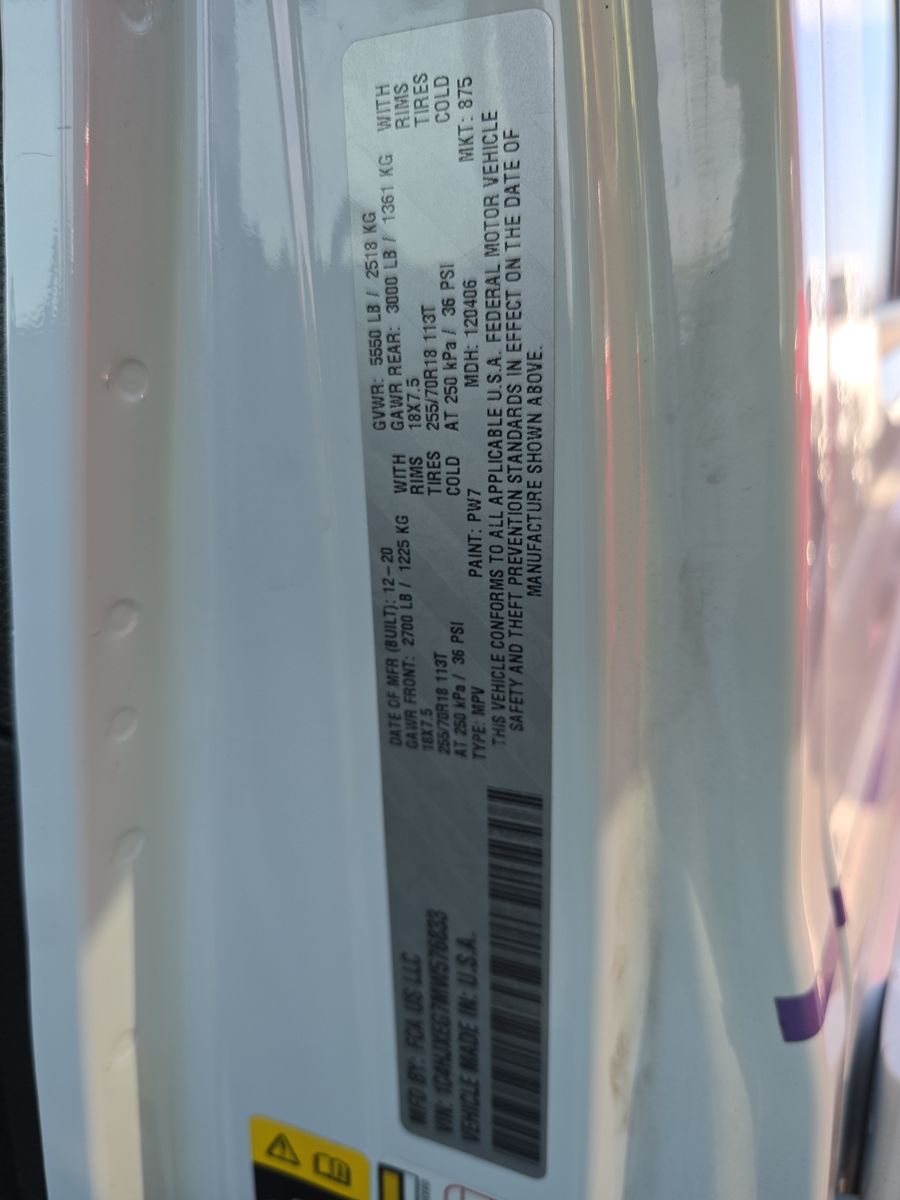 MFD BY: FCA US LLC
DATE OF MFR (BUILT): 12-20
GVWR: 5550 LB / 2518 KG
GAWR FRONT: 2700 LB / 1225 KG WITH
18X7.5 RIMS
255/70R18 113T TIRES
AT 250 kPa / 36 PSI COLD
GAWR REAR: 3000 LB / 1361 KG WITH
18X7.5 RIMS
255/70R18 113T TIRES
AT 250 kPa / 36 PSI COLD
VIN: 1C4HJXEG7MW576833
TYPE: MPV PAINT: PW7 MDH: 120406 MKT: 875
VEHICLE MADE IN: U.S.A.
THIS VEHICLE CONFORMS TO ALL APPLICABLE U.S.A. FEDERAL MOTOR VEHICLE
SAFETY AND THEFT PREVENTION STANDARDS IN EFFECT ON THE DATE OF
MANUFACTURE SHOWN ABOVE.